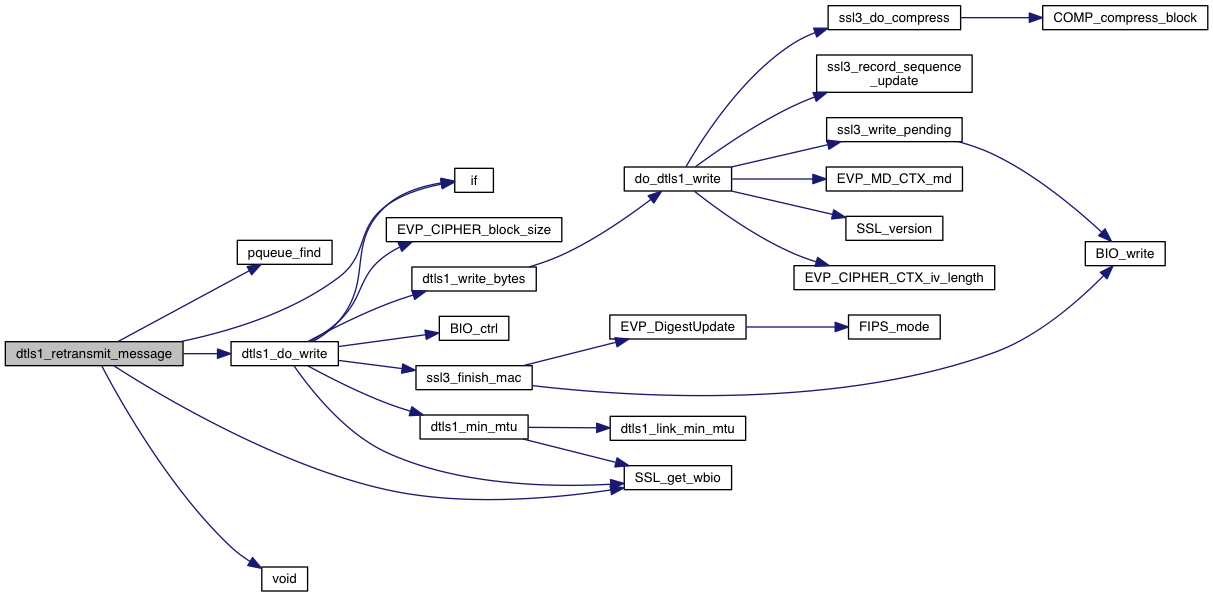 ssl3_do_compress
COMP_compress_block
ssl3_record_sequence
_update
ssl3_write_pending
if
do_dtls1_write
EVP_MD_CTX_md
EVP_CIPHER_block_size
SSL_version
pqueue_find
BIO_write
dtls1_write_bytes
EVP_CIPHER_CTX_iv_length
BIO_ctrl
EVP_DigestUpdate
FIPS_mode
dtls1_retransmit_message
dtls1_do_write
ssl3_finish_mac
dtls1_min_mtu
dtls1_link_min_mtu
SSL_get_wbio
void